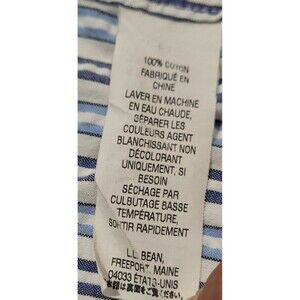 100% COTON
FABRIQUÉ EN
CHINE
LAVER EN MACHINE
EN EAU CHAUDE,
SÉPARER LES
COULEURS AGENT
BLANCHISSANT NON
DÉCOLORANT
UNIQUEMENT, SI
BESOIN
SÉCHAGE PAR
CULBUTAGE BASSE
TEMPÉRATURE,
SORTIR RAPIDEMENT
L.L. BEAN,
FREEPORT, MAINE
04033 ÉTATS-UNIS